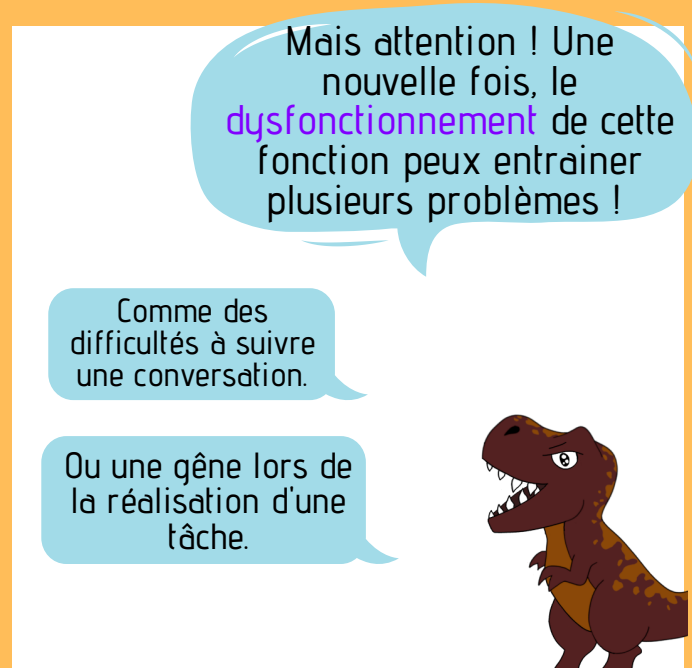 Mais attention ! Une
nouvelle fois, le
dysfonctionnement de cette
fonction peux entrainer
plusieurs problèmes !
Comme des
difficultés à suivre
une conversation.
Ou une gêne lors de
la réalisation d'une
tâche.